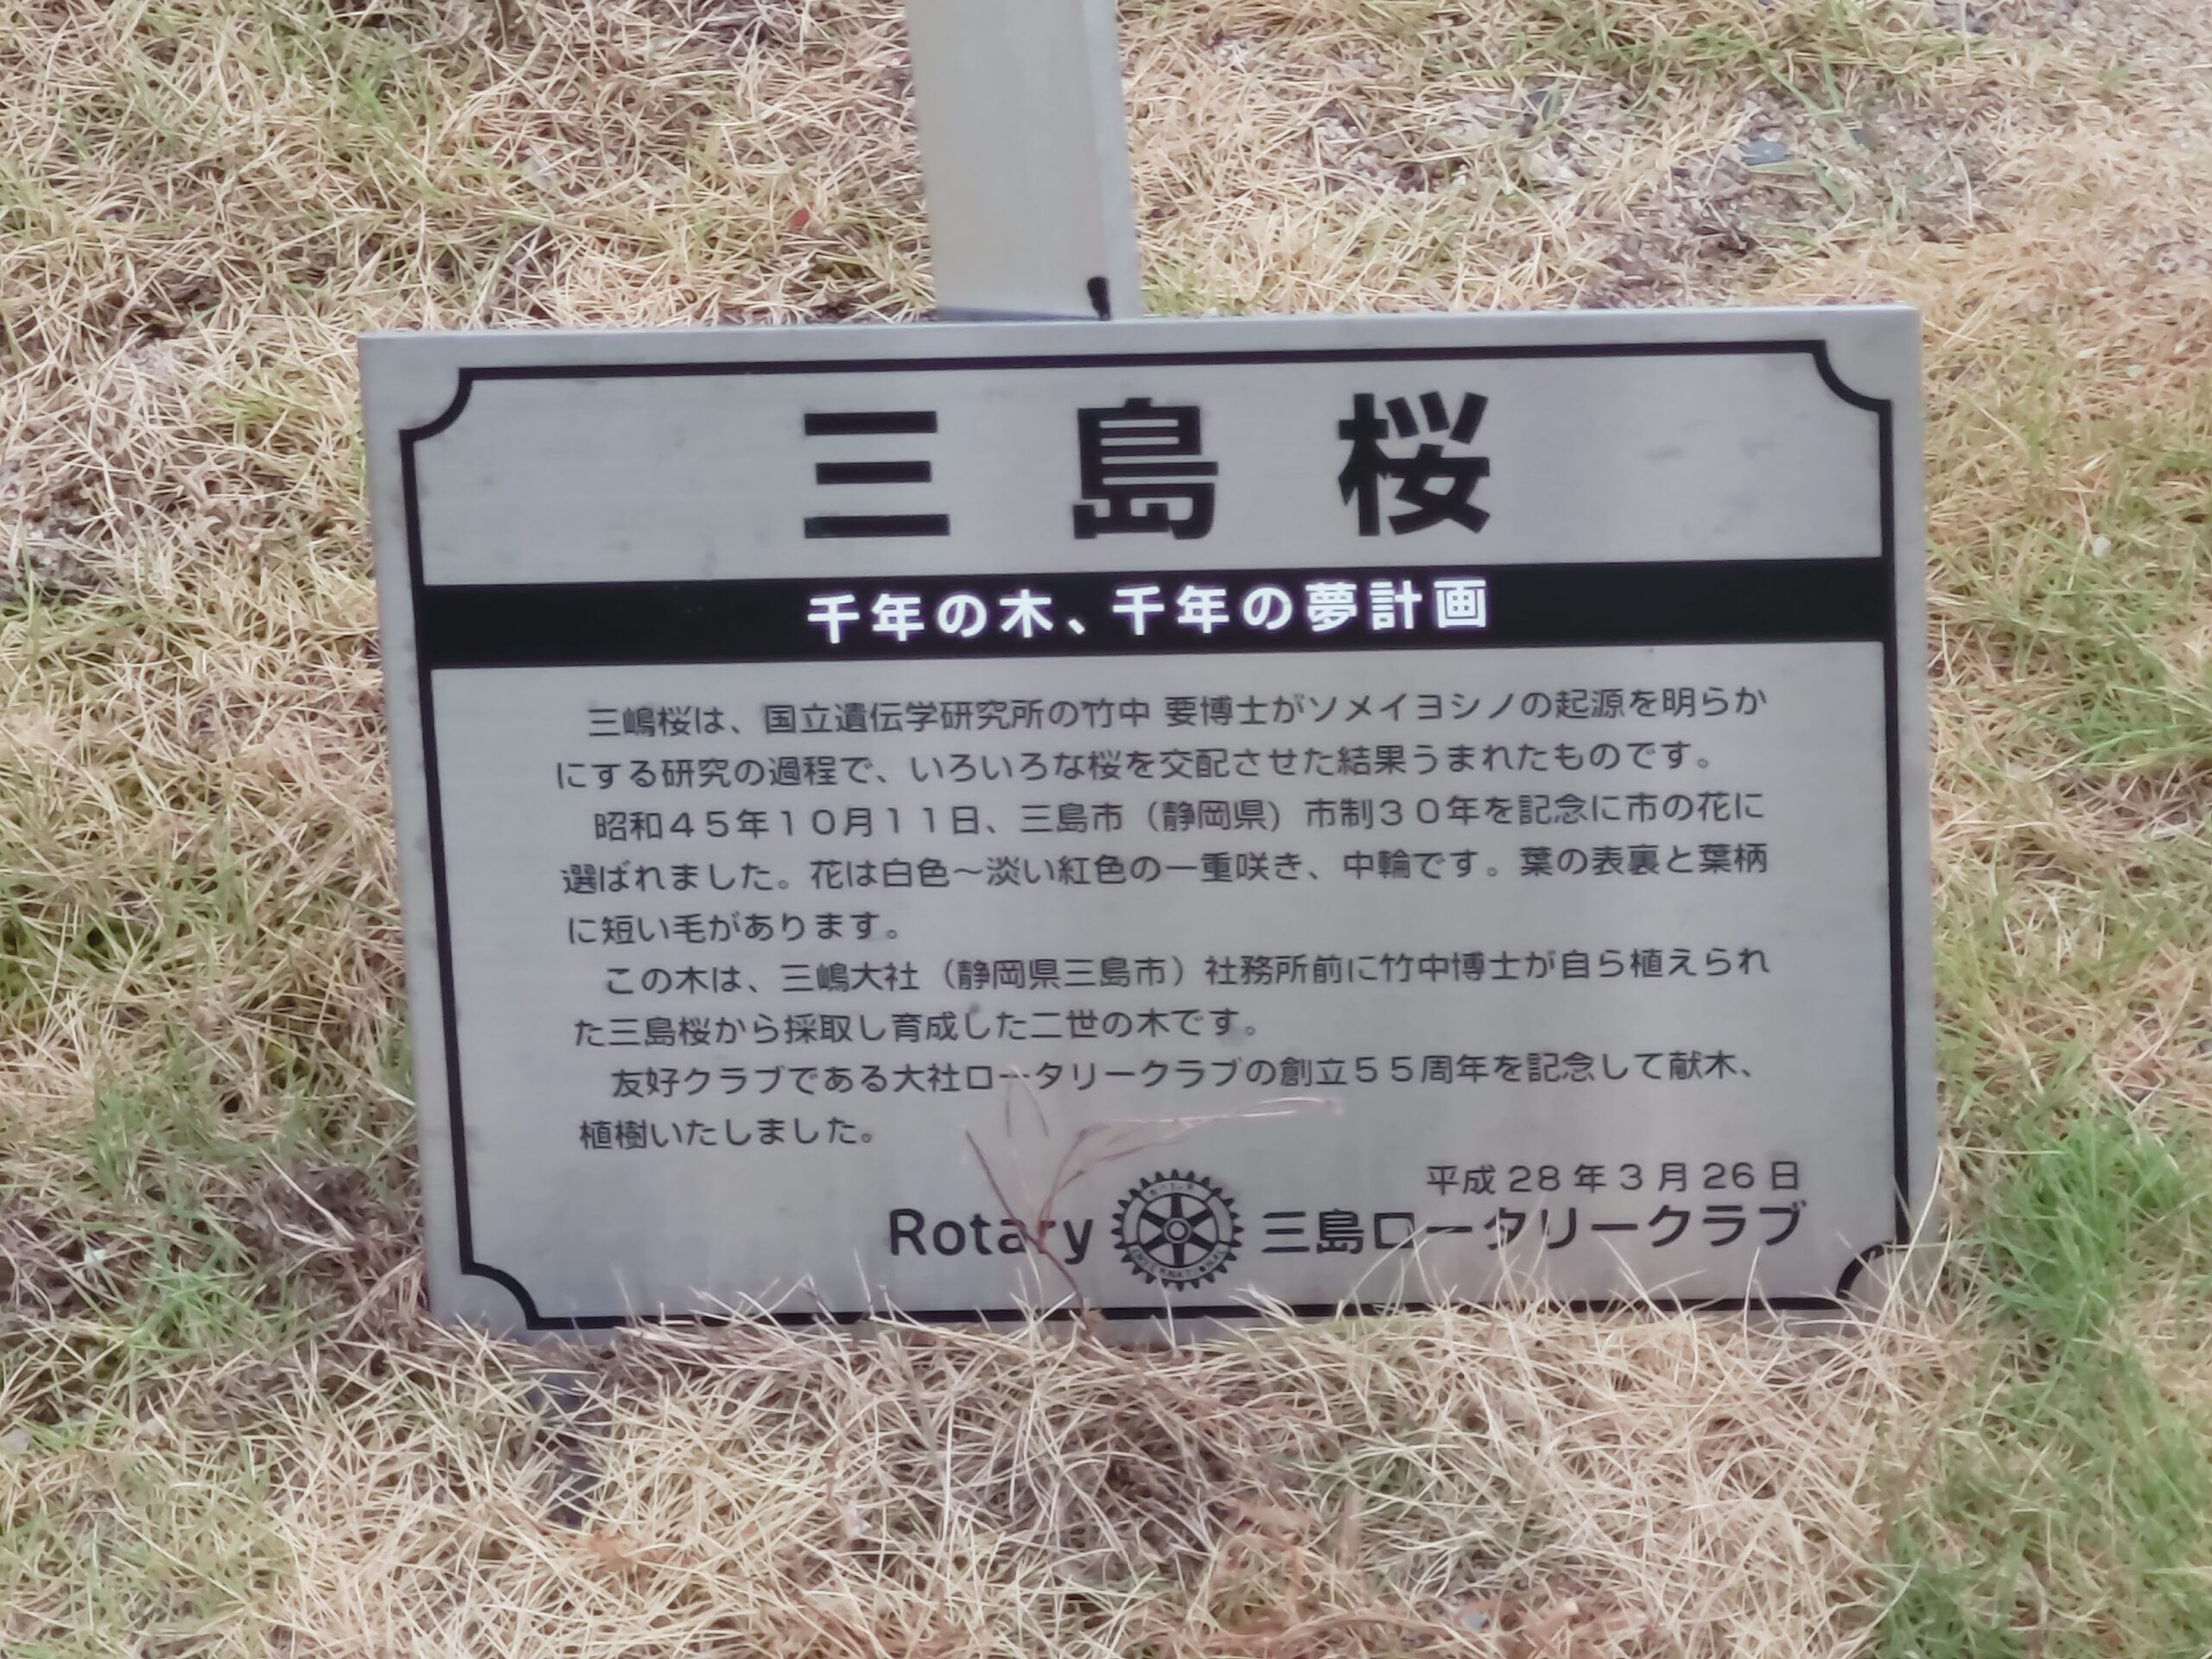 三島桜
千年の木、千年の夢計画
三嶋桜は、国立遺伝学研究所の竹中 要博士がソメイヨシノの起源を明らか
にする研究の過程で、いろいろな桜を交配させた結果うまれたものです。
昭和４５年１０月１１日、三島市（静岡県）市制３０年を記念に市の花に
選ばれました。花は白色～淡い紅色の一重咲き、中輪です。葉の表裏と葉柄
に短い毛があります。
この木は、三嶋大社（静岡県三島市）社務所前に竹中博士が自ら植えられ
た三島桜から採取し育成した二世の木です。
友好クラブである大社ロータリークラブの創立５５周年を記念して献木、
植樹いたしました。
平成 28 年 3 月 26 日
Rotary 三島ロータリークラブ
INTERNATIONAL